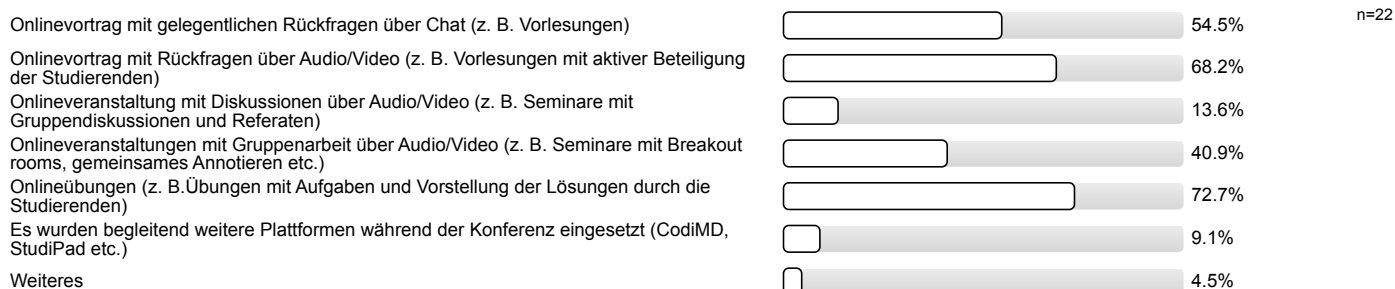 Onlinevortrag mit gelegentlichen Rückfragen über Chat (z. B. Vorlesungen)
54.5%
n=22
Onlinevortrag mit Rückfragen über Audio/Video (z. B. Vorlesungen mit aktiver Beteiligung
der Studierenden)
68.2%
Onlineveranstaltung mit Diskussionen über Audio/Video (z. B. Seminare mit
Gruppendiskussionen und Referaten)
13.6%
Onlineveranstaltungen mit Gruppenarbeit über Audio/Video (z. B. Seminare mit Breakout
rooms, gemeinsames Annotieren etc.)
40.9%
Onlineübungen (z. B.Übungen mit Aufgaben und Vorstellung der Lösungen durch die
Studierenden)
72.7%
Es wurden begleitend weitere Plattformen während der Konferenz eingesetzt (CodiMD,
StudiPad etc.)
9.1%
Weiteres
4.5%